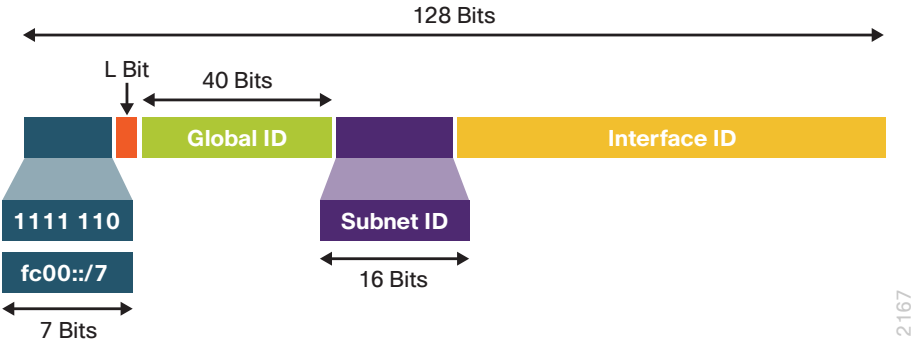 128 Bits
L Bit
40 Bits
Global ID
Interface ID
1111 110
Subnet ID
fc00::/7
16 Bits
7 Bits
2167